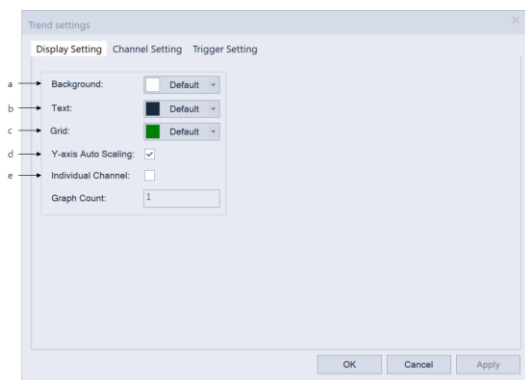 Trend settings
Display Setting Channel Setting Trigger Setting
a Background: Default
b Text: Default
c Grid: Default
d Y-axis Auto Scaling:
e Individual Channel:
Graph Count: 1
OK Cancel Apply